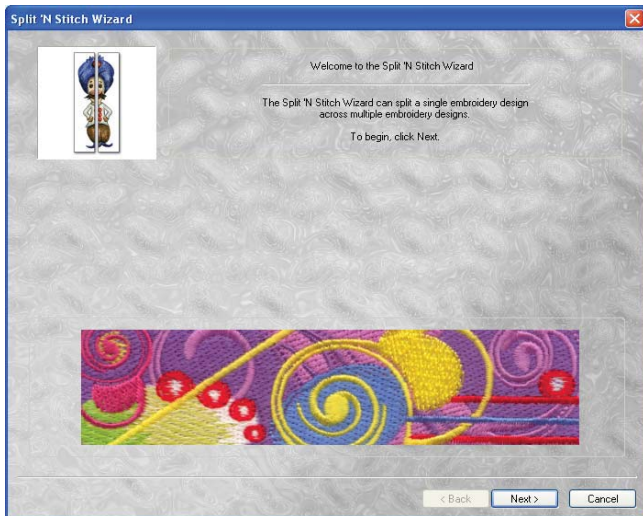 Split 'N Stitch Wizard
Welcome to the Split 'N Stitch Wizard
The Split 'N Stitch Wizard can split a single embroidery design
across multiple embroidery designs.
To begin, click Next.
< Back
Next >
Cancel